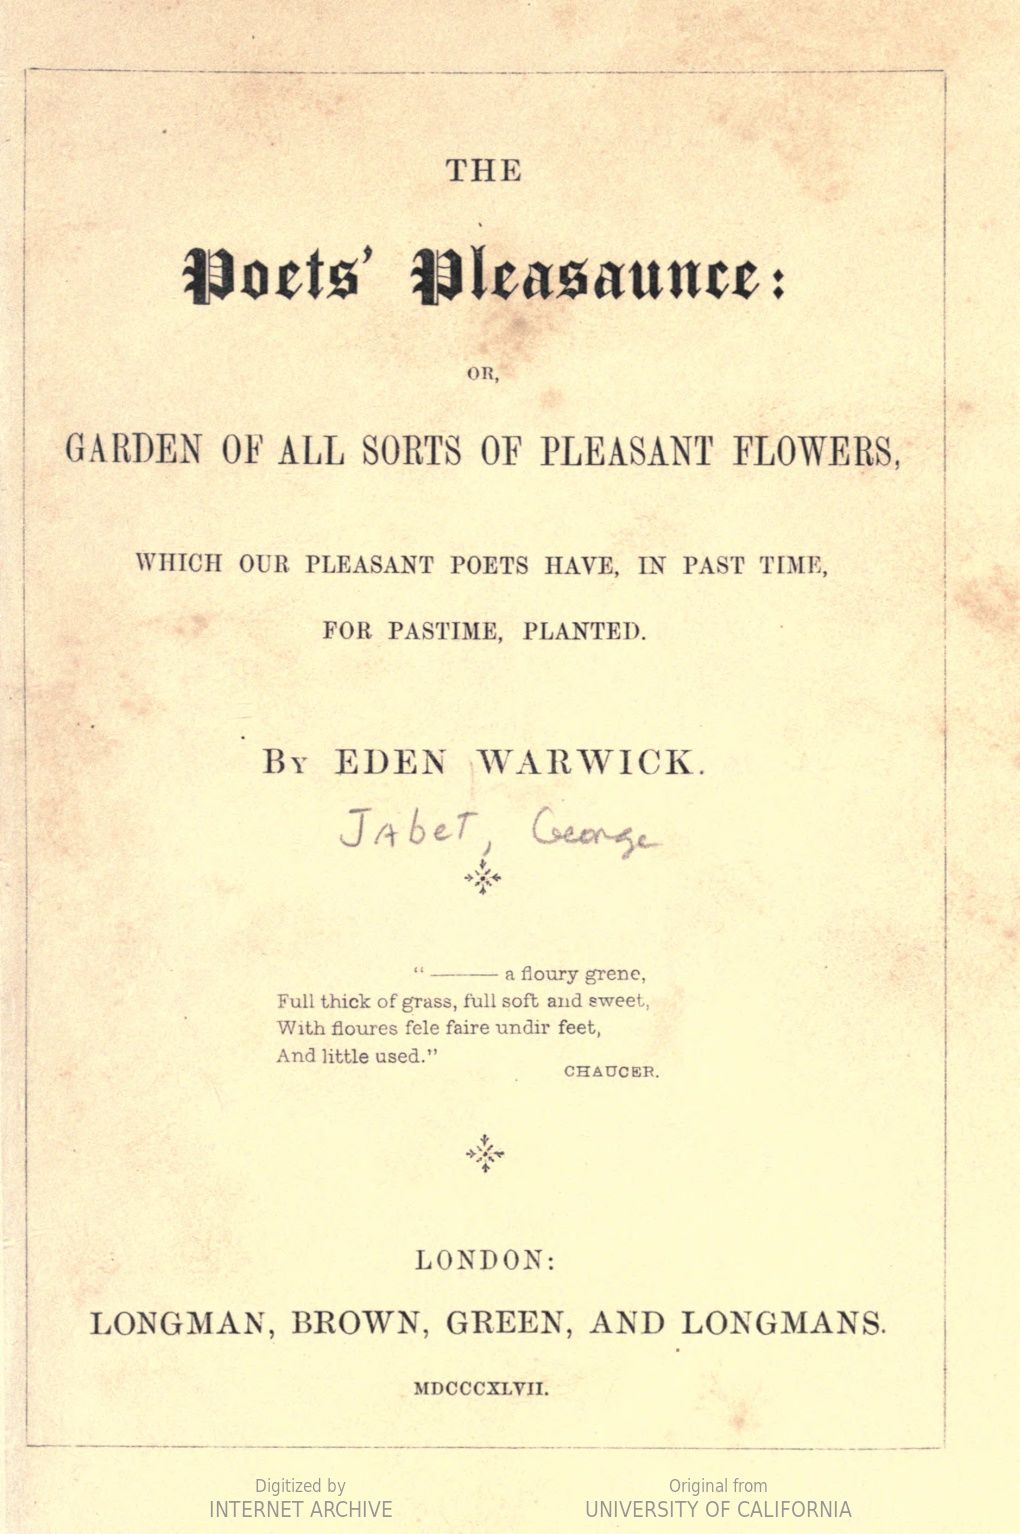 THE
Poets' Pleasaunce:
OR,
GARDEN OF ALL SORTS OF PLEASANT FLOWERS,
WHICH OUR PLEASANT POETS HAVE, IN PAST TIME,
FOR PASTIME, PLANTED.
BY EDEN WARWICK.
Jabet, George
“ ——— a floury grene,
Full thick of grass, full soft and sweet,
With floures fele faire undir feet,
And little used.”
CHAUCER.
LONDON:
LONGMAN, BROWN, GREEN, AND LONGMANS.
MDCCCXLVII.
Digitized by
INTERNET ARCHIVE
Original from
UNIVERSITY OF CALIFORNIA